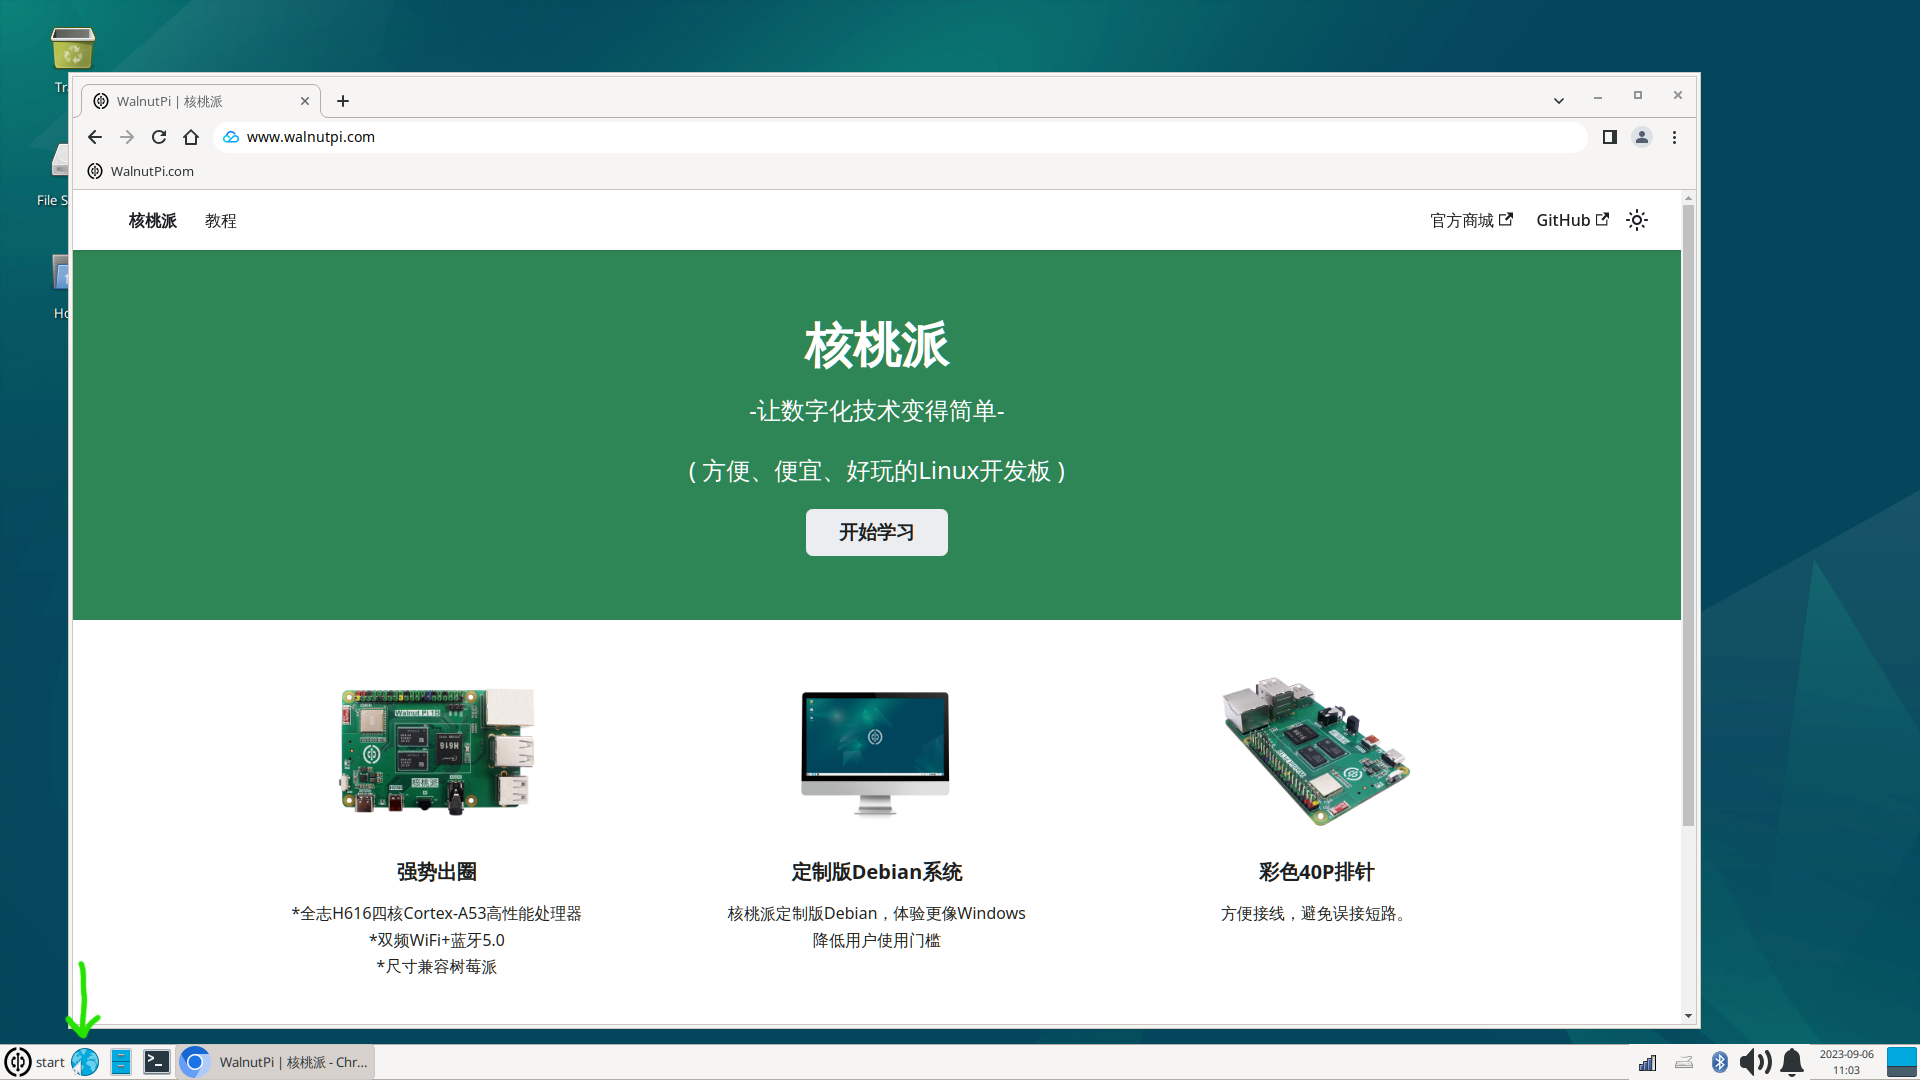 Tr
WalnutPi | 核桃派
www.walnutpi.com
WalnutPi.com
File S
核桃派 教程 官方商城 GitHub
Ho
核桃派
-让数字化技术变得简单-
( 方便、便宜、好玩的Linux开发板 )
开始学习
强势出圈
*全志H616四核Cortex-A53高性能处理器
*双频WiFi+蓝牙5.0
*尺寸兼容树莓派
定制版Debian系统
核桃派定制版Debian，体验更像Windows
降低用户使用门槛
彩色40P排针
方便接线，避免误接短路。
start WalnutPi | 核桃派 - Chr... 2023-09-06
11:03